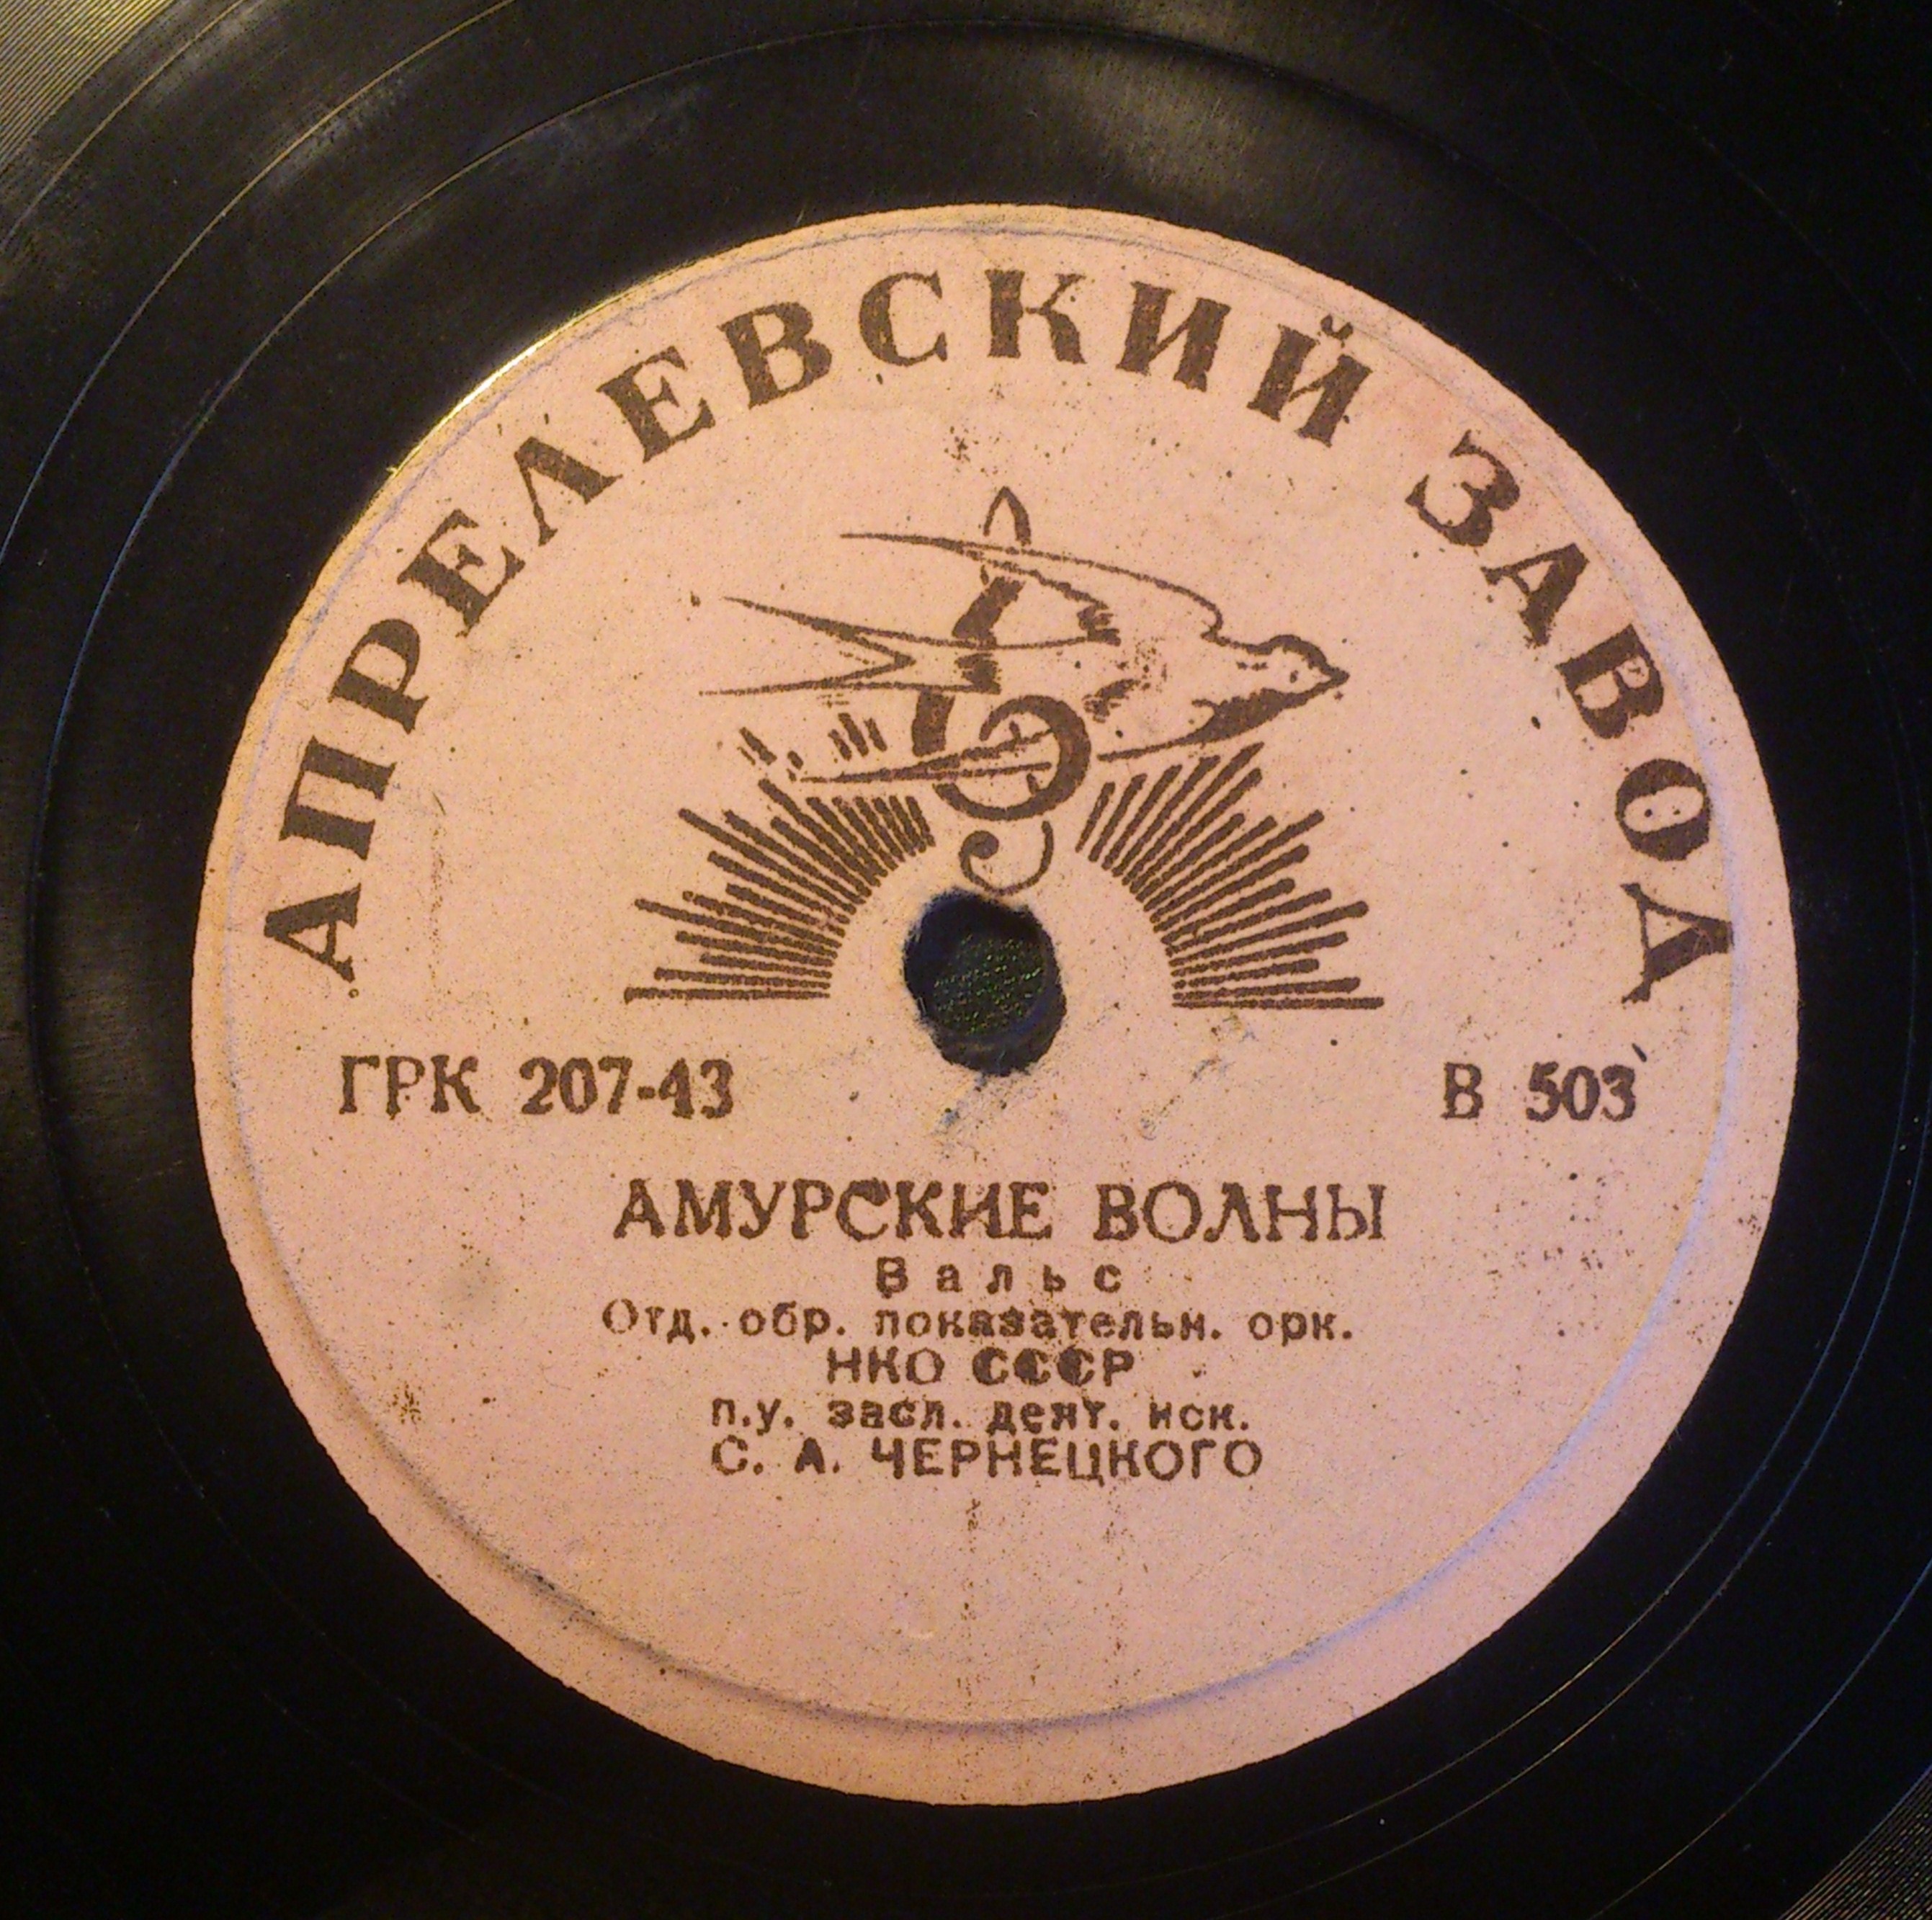 АПРЕЛЕВСКИЙ ЗАВОД
ГРК 207-43 В 503
АМУРСКИЕ ВОЛНЫ
Вальс
Отд. обр. показательн. орк.
НКО СССР
п.у. засл. деят. иск.
С. А. ЧЕРНЕЦКОГО